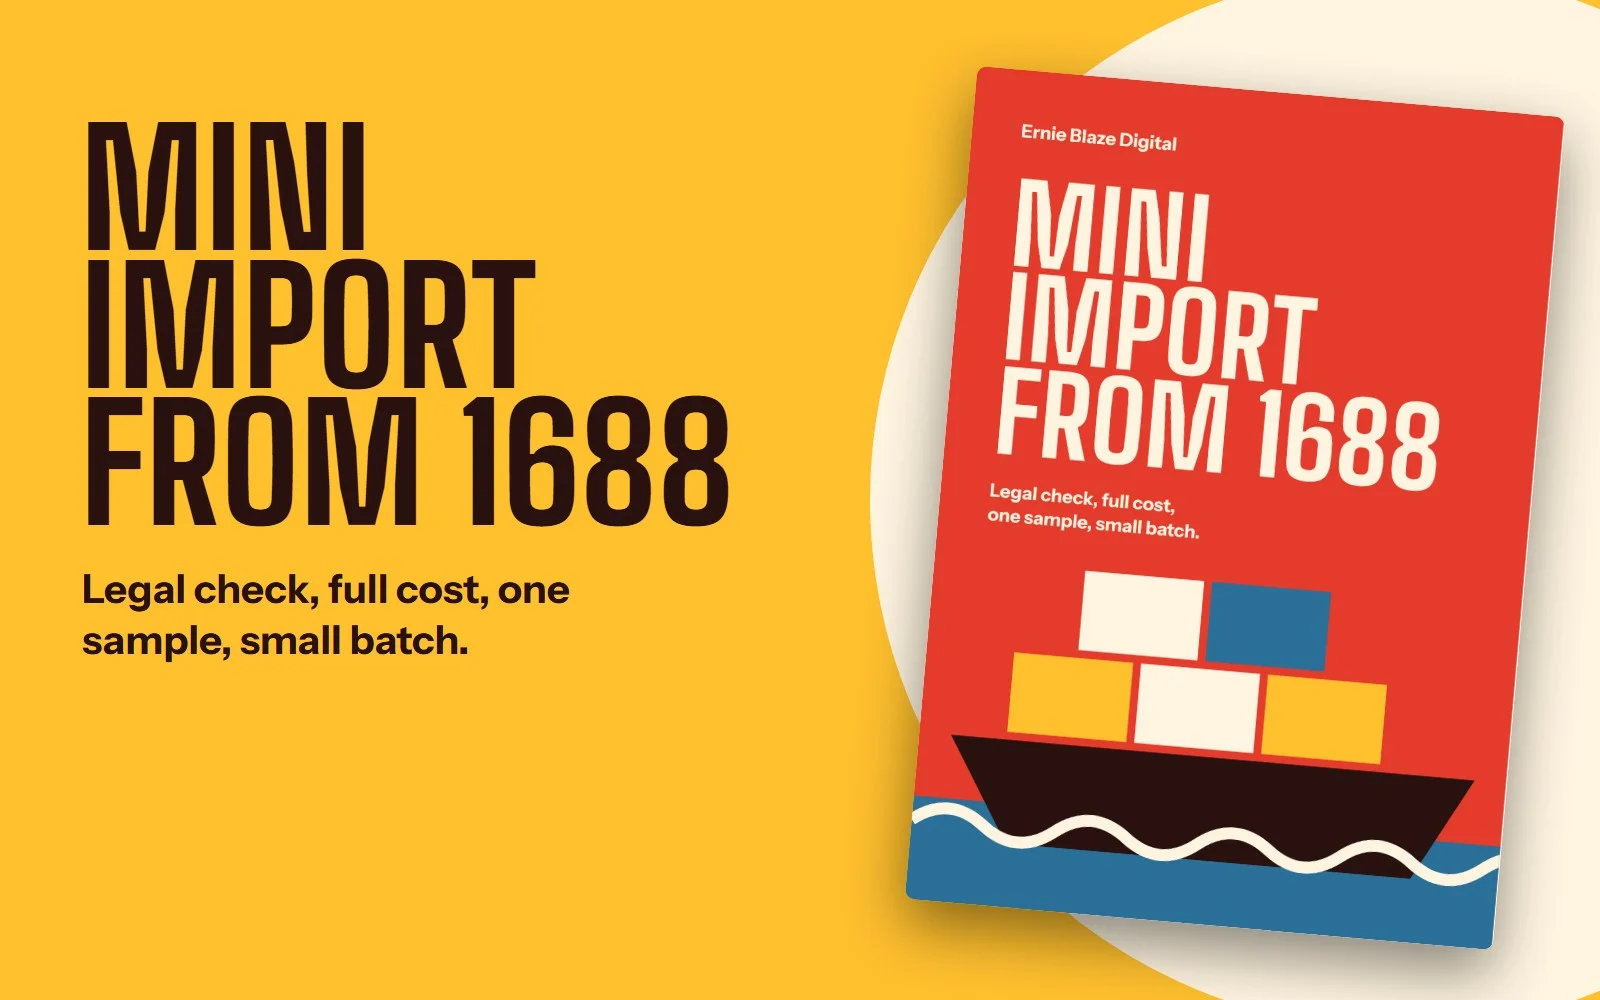 MINI
IMPORT
FROM 1688
Legal check, full cost, one
sample, small batch.
Ernie Blaze Digital
MINI
IMPORT
FROM 1688
Legal check, full cost,
one sample, small batch.